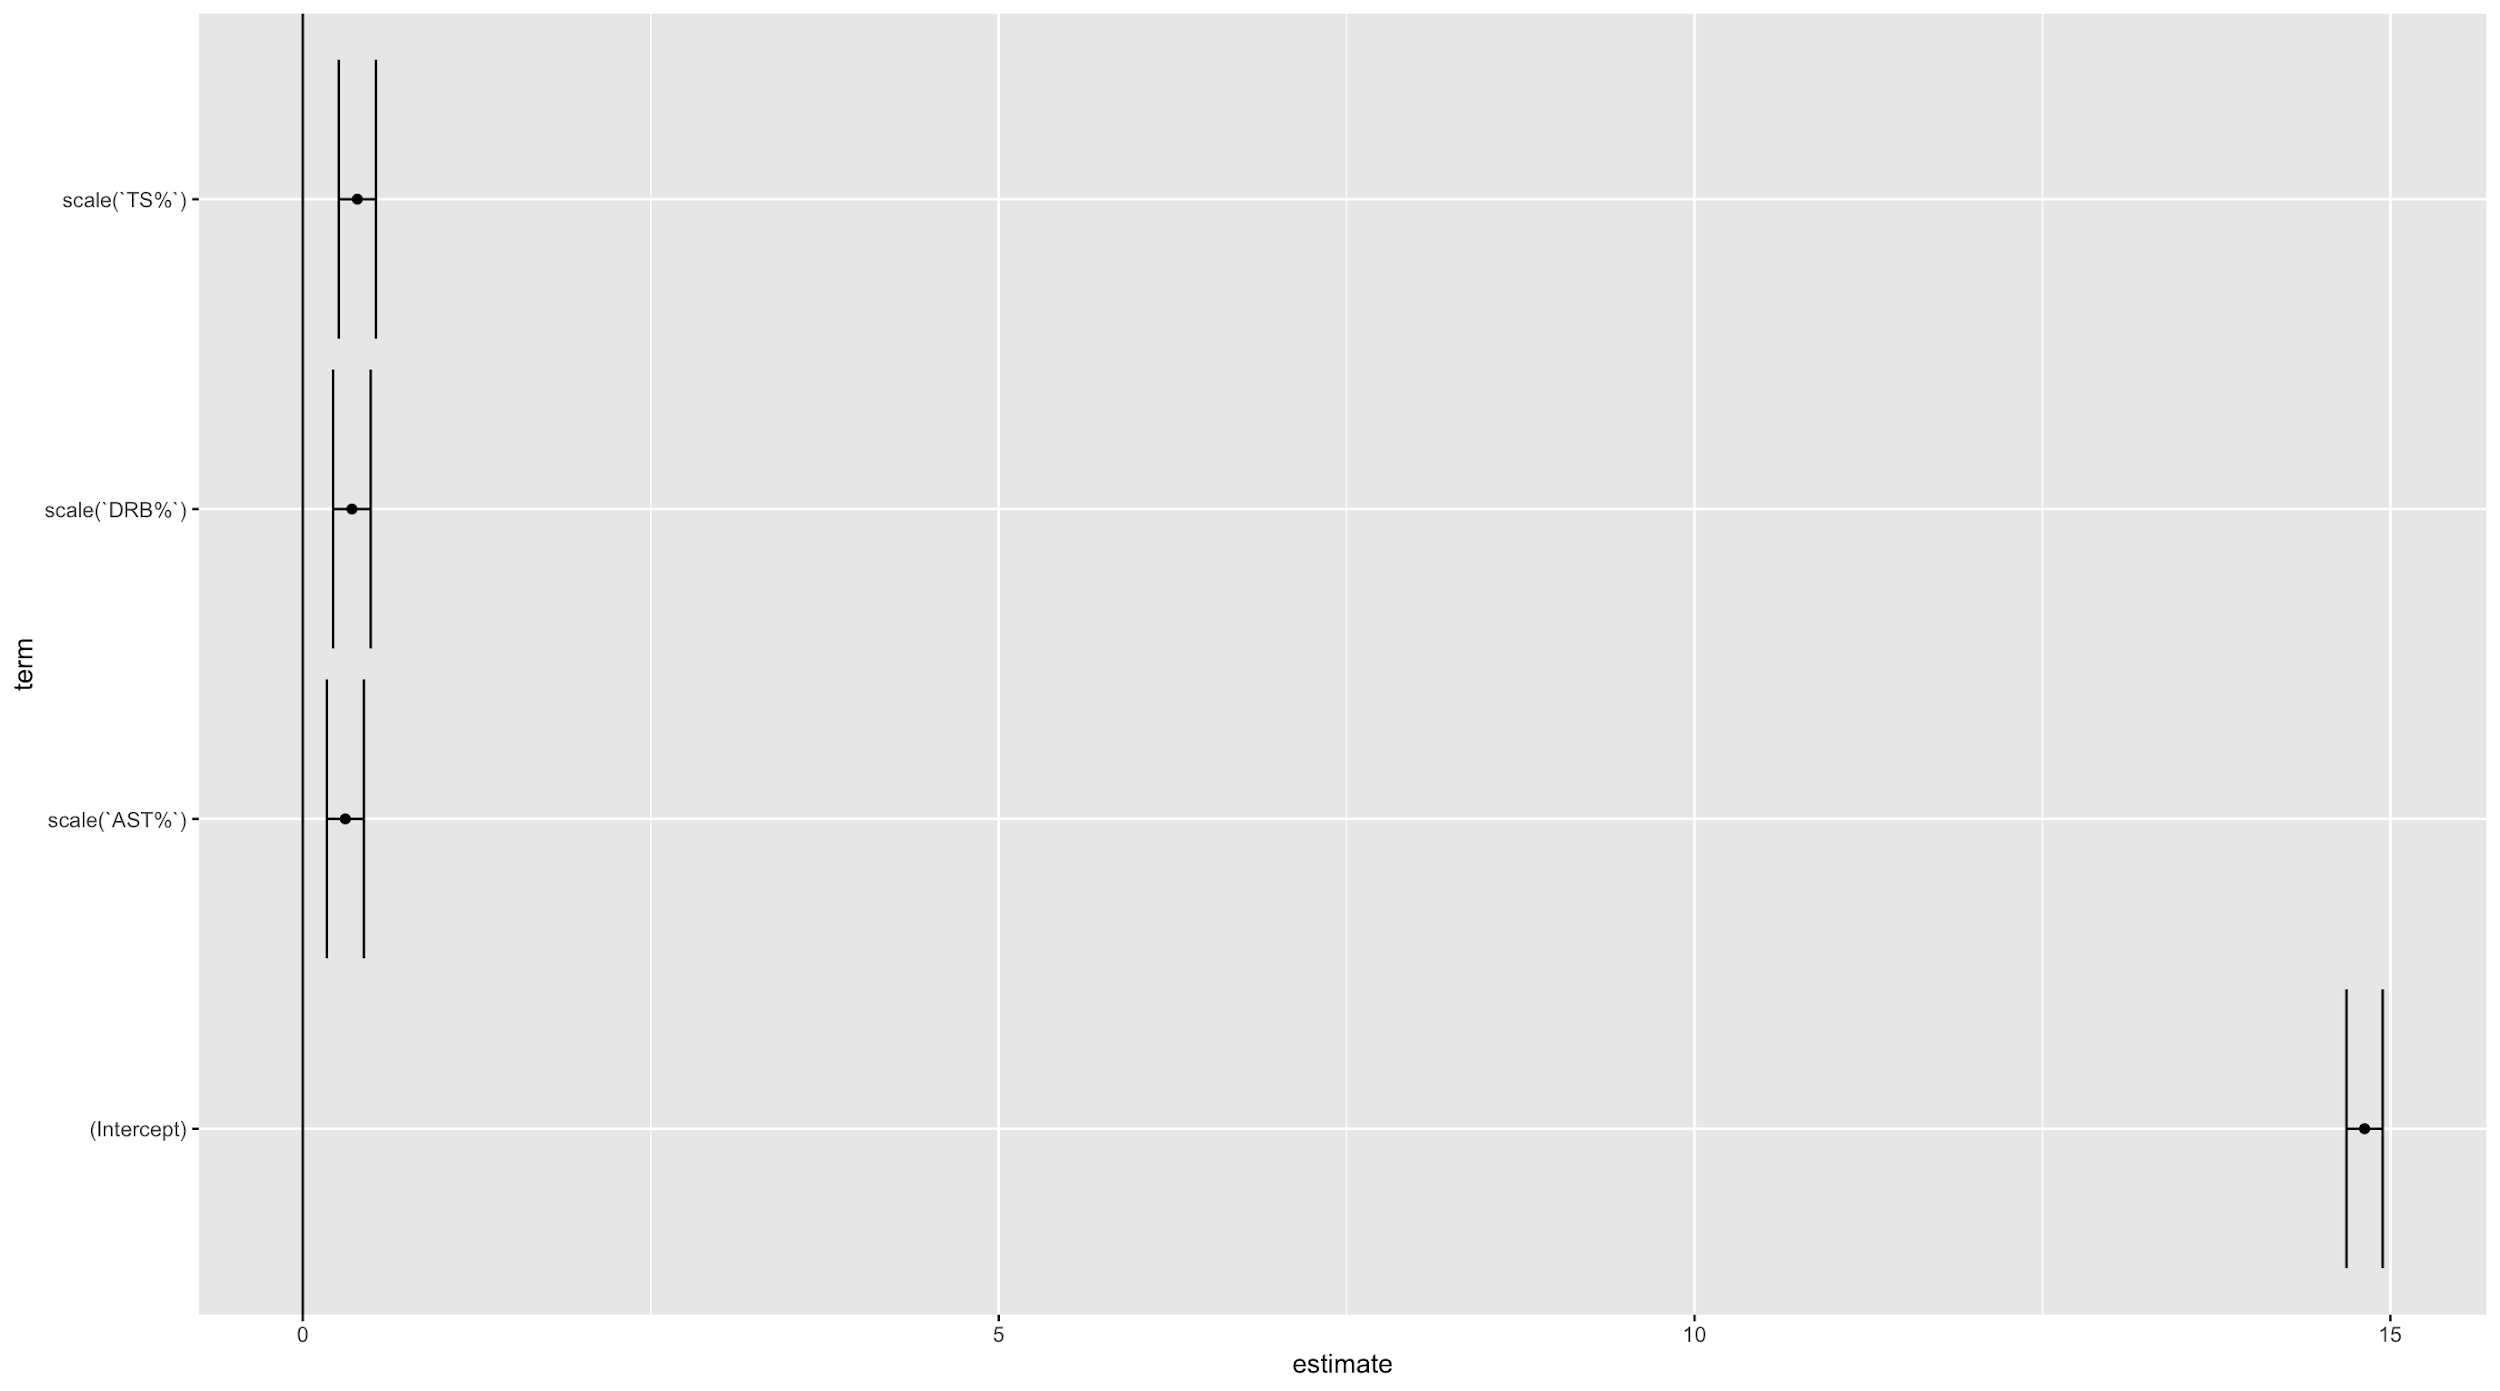 scale(`TS%`)
scale(`DRB%`)
scale(`AST%`)
(Intercept)
term
0
5
10
15
estimate